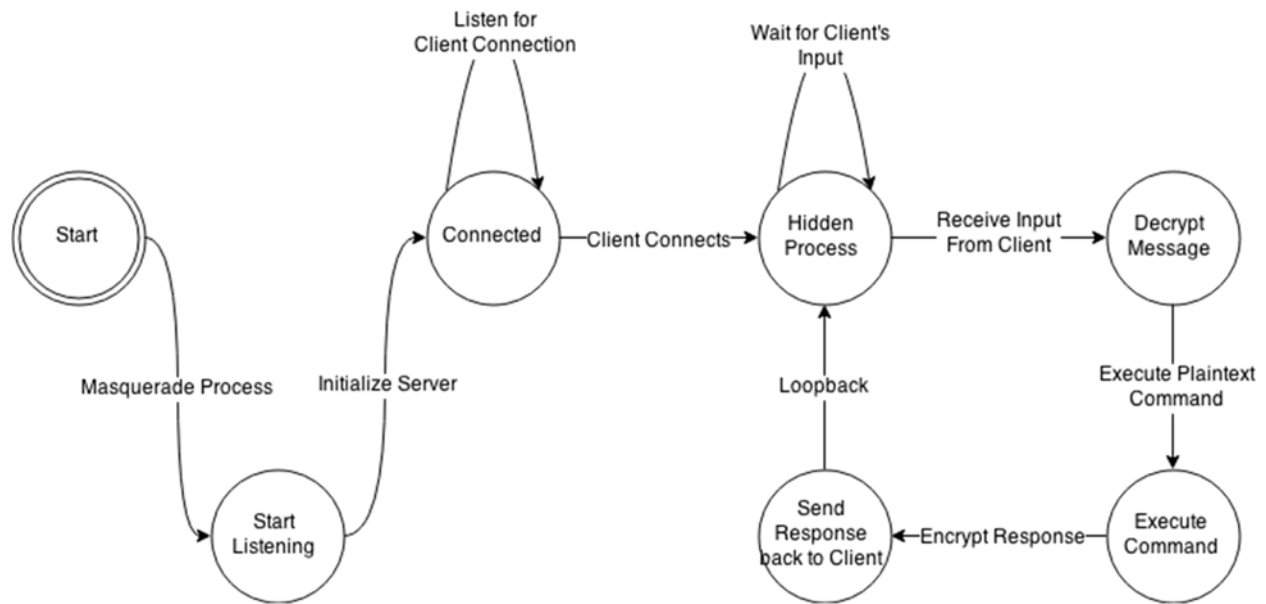 Listen for
Client Connection
Wait for Client's
Input
Start
Connected
Client Connects
Hidden
Process
Receive Input
From Client
Decrypt
Message
Masquerade Process
Initialize Server
Loopback
Execute Plaintext
Command
Start
Listening
Send
Response
back to Client
Encrypt Response
Execute
Command